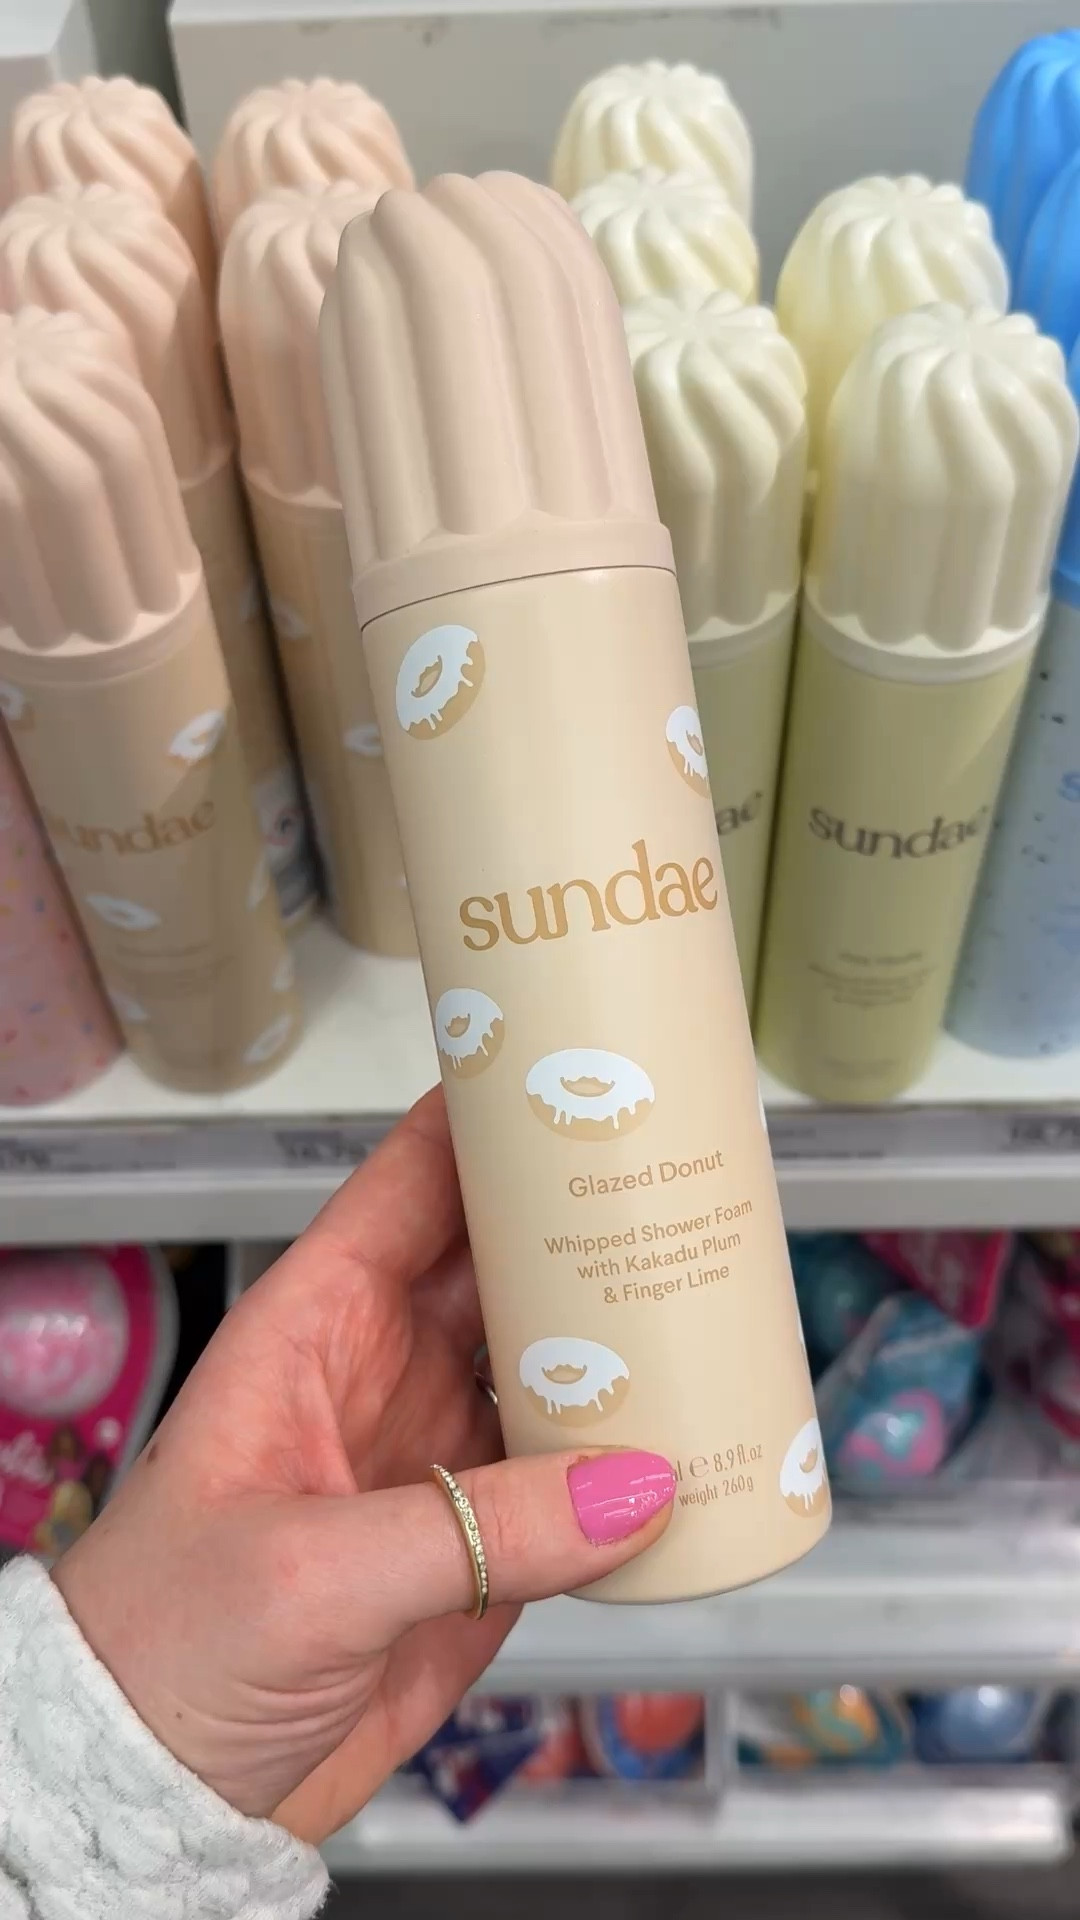 sundae
Glazed Donut
Whipped Shower Foam
with Kakadu Plum
& Finger Lime
l ℮ 8.9 fl.oz
weight 260g
sundae
sundae